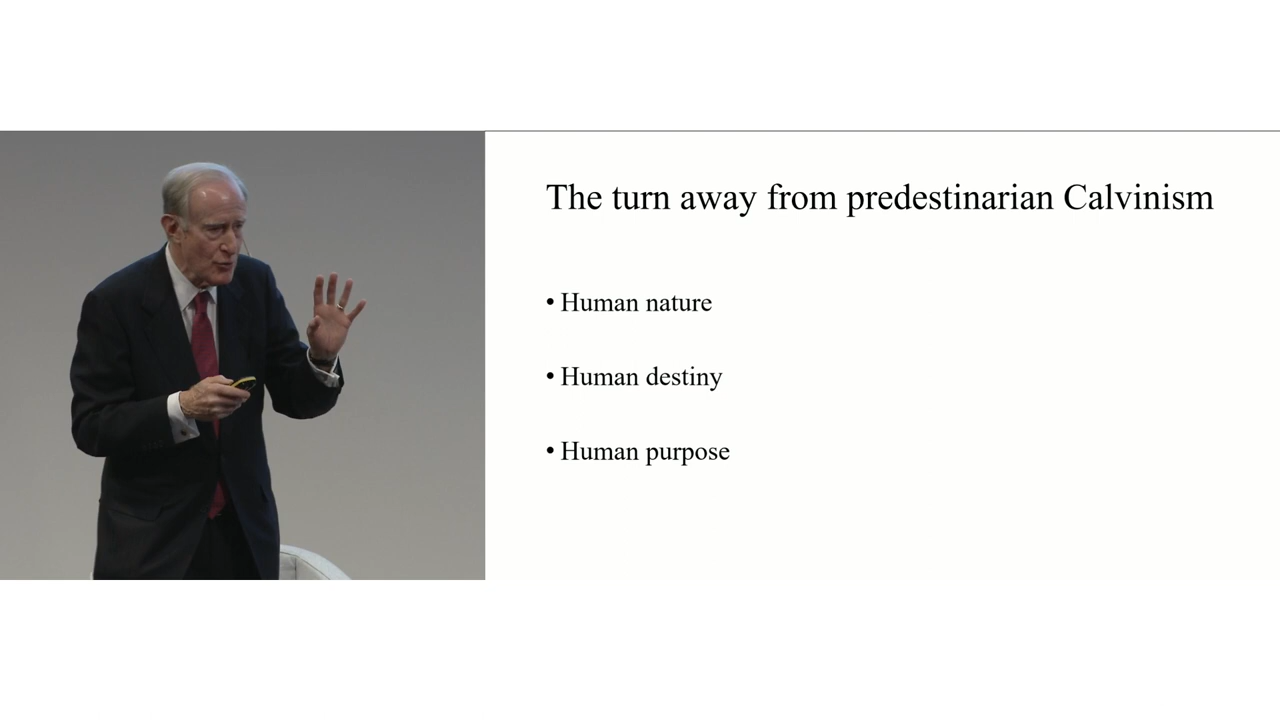 The turn away from predestinarian Calvinism
• Human nature
• Human destiny
• Human purpose